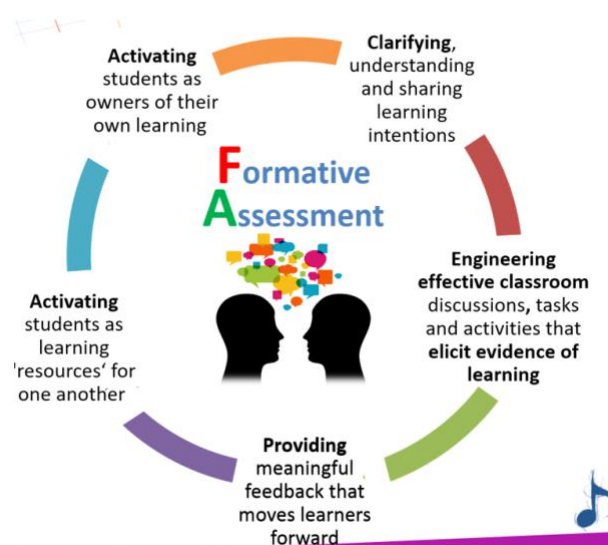 Formative
Assessment
Clarifying,
understanding
and sharing
learning
intentions
Engineering
effective classroom
discussions, tasks
and activities that
elicit evidence of
learning
Providing
meaningful
feedback that
moves learners
forward
Activating
students as
learning
'resources' for
one another
Activating
students as
owners of their
own learning